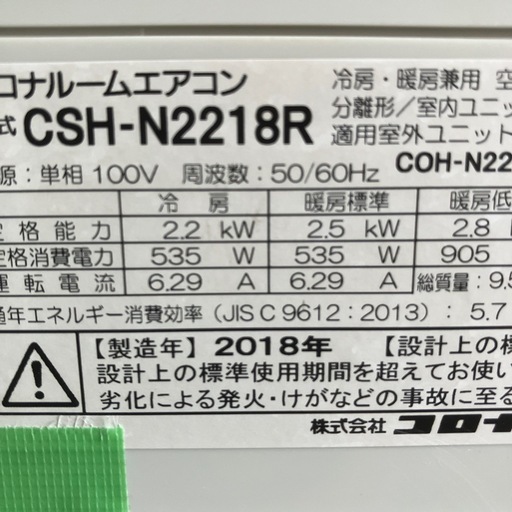 コナルームエアコン
冷房・暖房兼用 空
式 CSH-N2218R
分離形／室内ユニッ
適用室外ユニット
源：単相 100V 周波数：50/60Hz COH-N22
冷 房 暖房標準 暖房低
定格能力 2.2 kW 2.5 kW 2.8
定格消費電力 535 W 535 W 905
運転電流 6.29 A 6.29 A 総質量：9.5
通年エネルギー消費効率（JIS C 9612：2013）：5.7
【製造年】2018年 【設計上の標
設計上の標準使用期間を超えてお使い
劣化による発火・けがなどの事故に至る
株式会社 コロナ